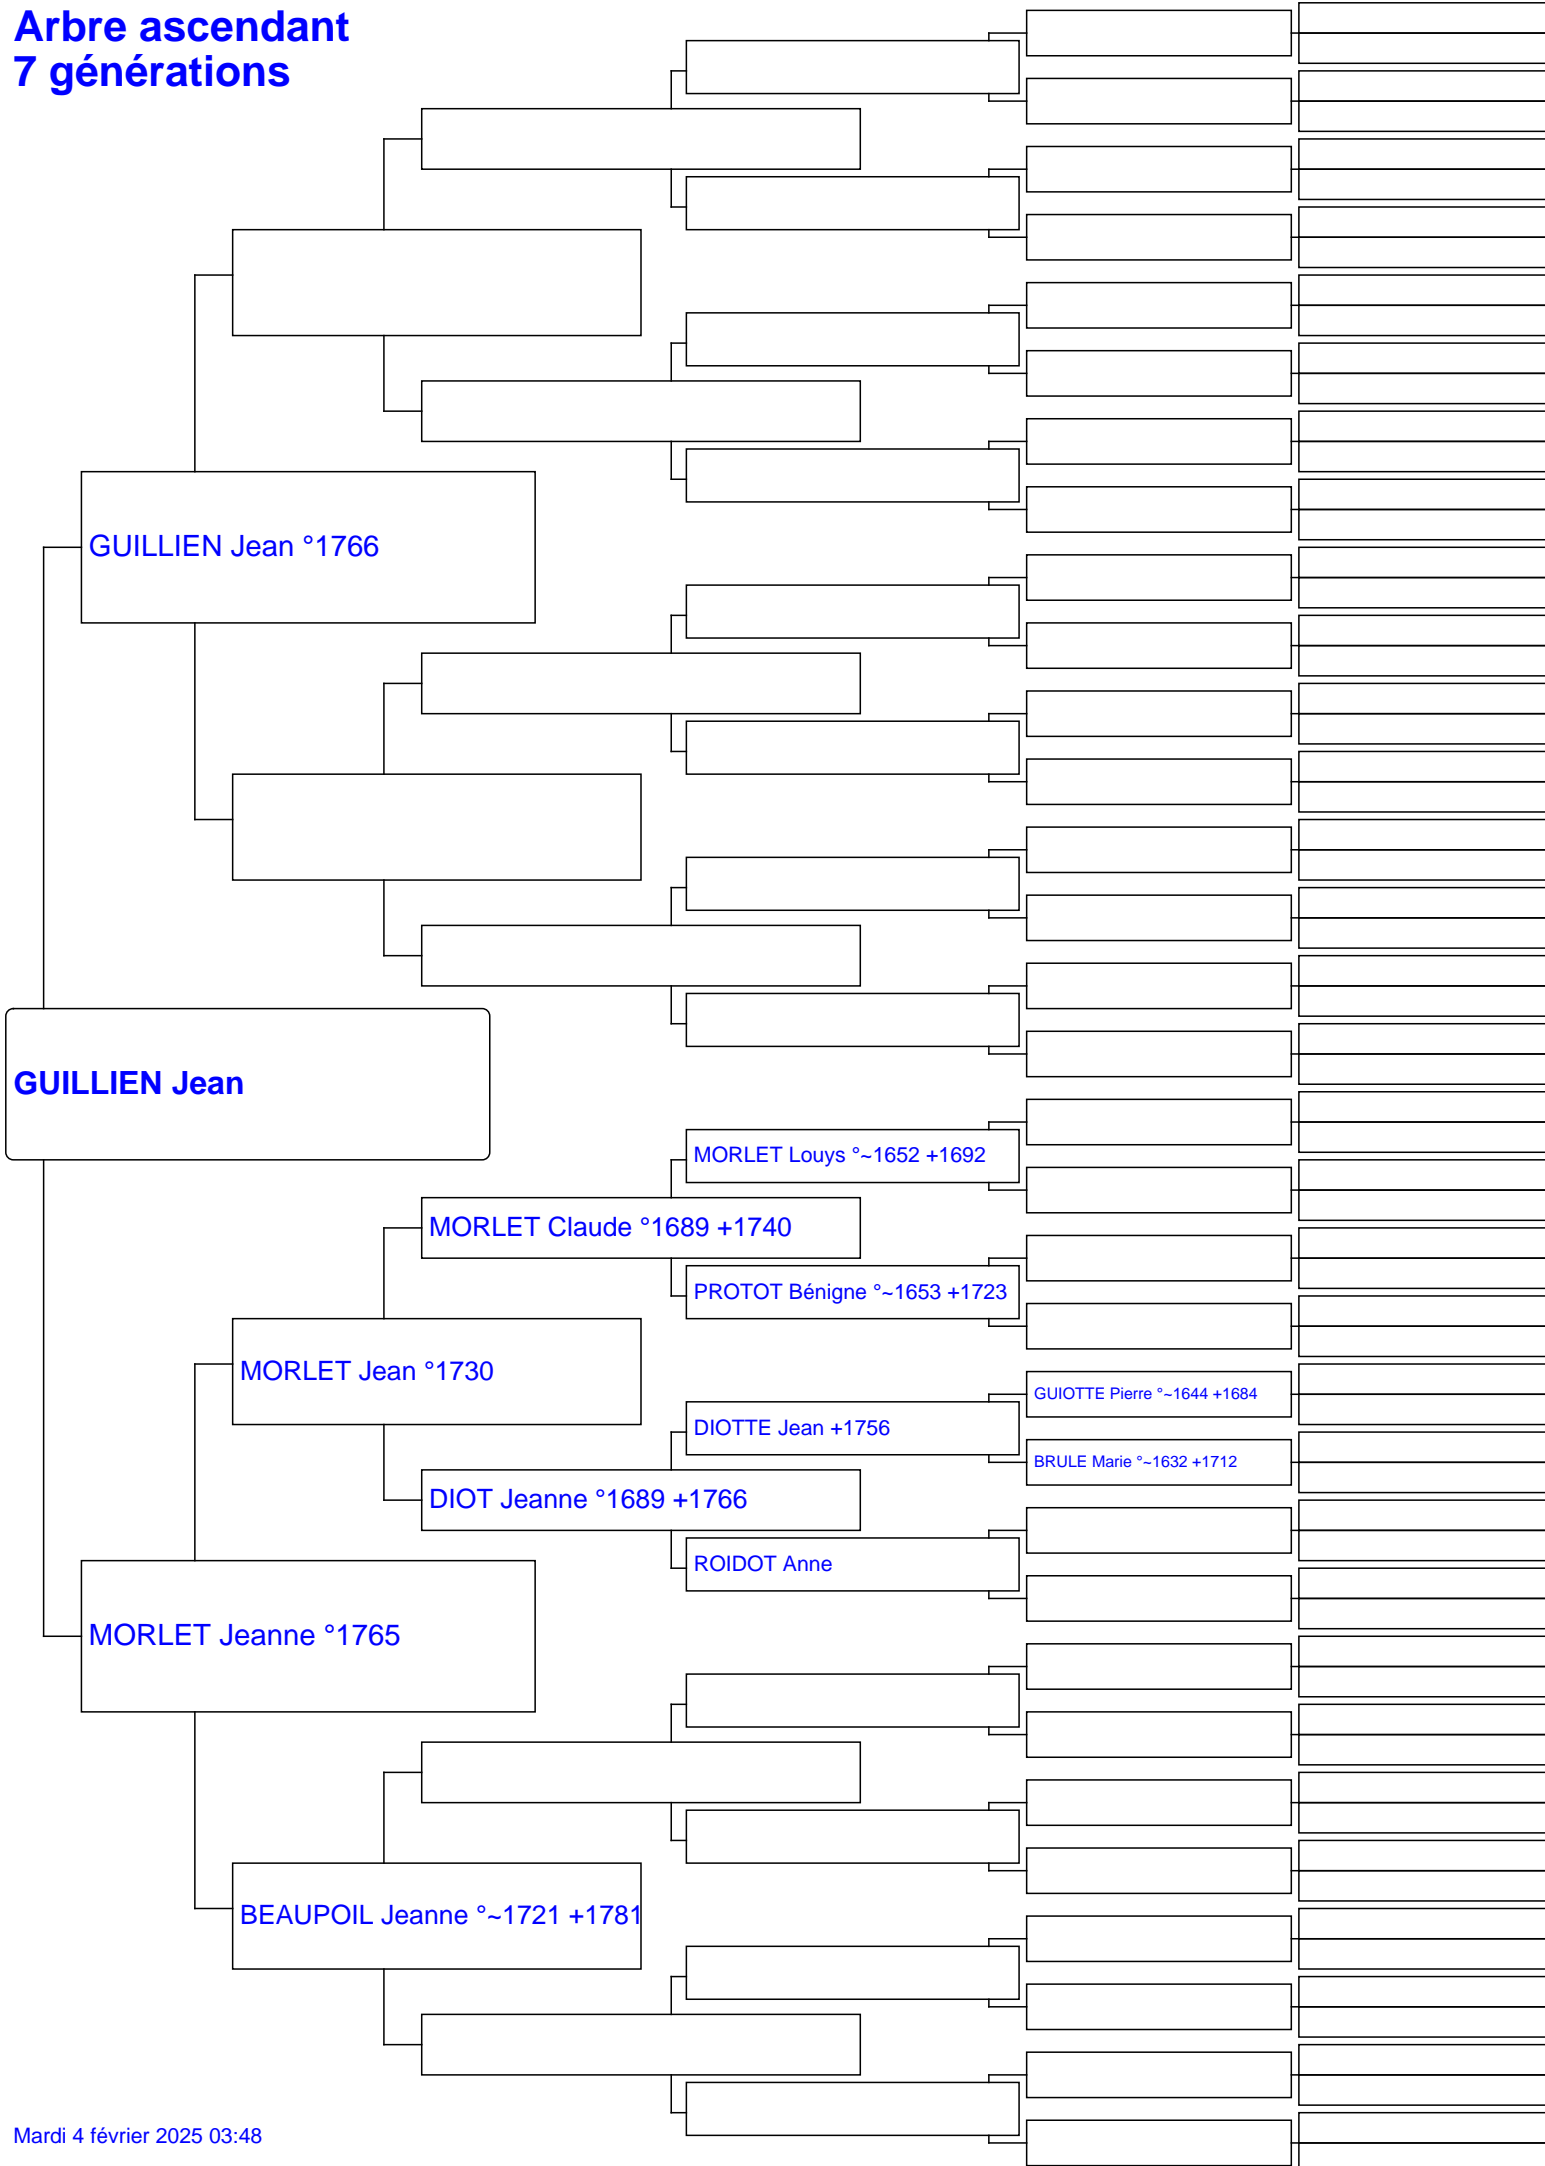 Arbre ascendant
7 générations
GUILLIEN Jean °1766
GUILLIEN Jean
MORLET Louys °~1652 +1692
MORLET Claude °1689 +1740
PROTOT Bénigne °~1653 +1723
MORLET Jean °1730
GUIOTTE Pierre °~1644 +1684
DIOTTE Jean +1756
BRULE Marie °~1632 +1712
DIOT Jeanne °1689 +1766
ROIDOT Anne
MORLET Jeanne °1765
BEAUPOIL Jeanne °~1721 +1781
Mardi 4 février 2025 03:48